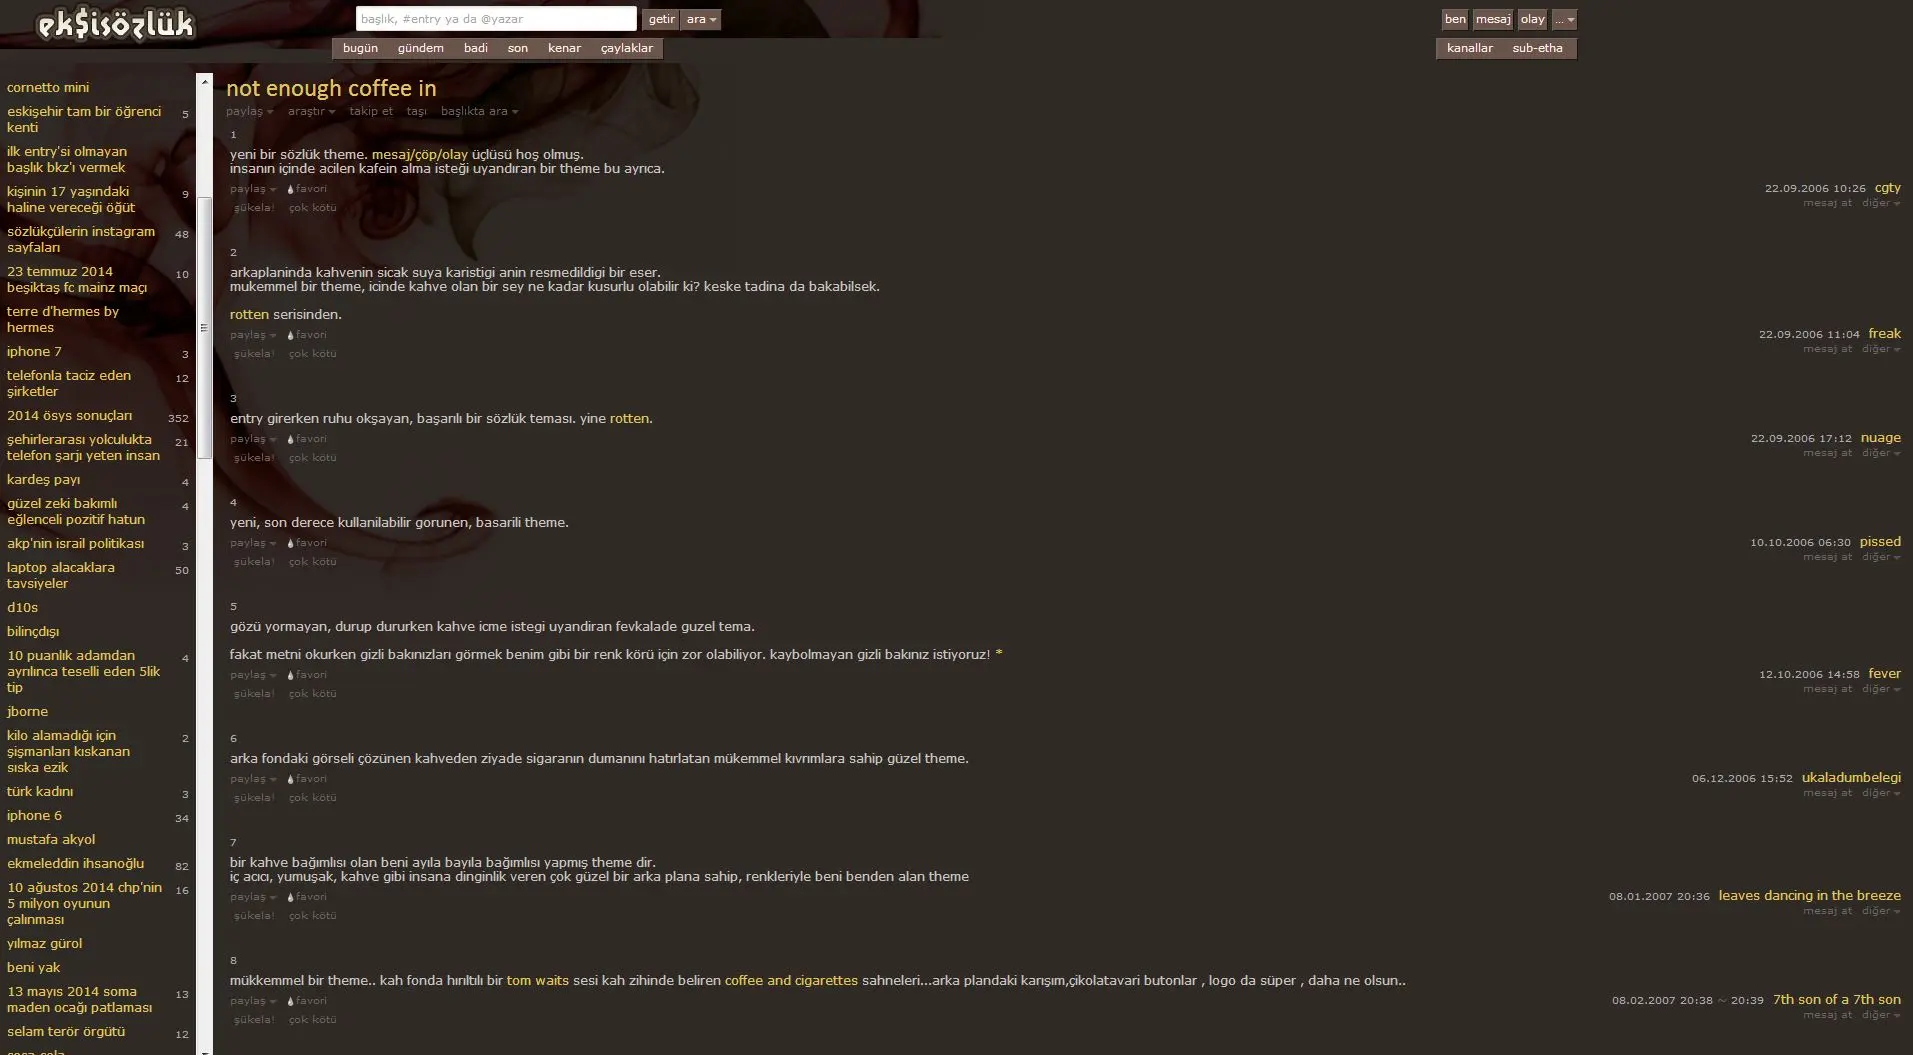 ek$isözlük
başlık, #entry ya da @yazar
getir
ara
ben
mesaj
olay
...
bugün
gündem
badi
son
kenar
çaylaklar
kanallar
sub-etha
cornetto mini
eskişehir tam bir öğrenci 5
kenti
ilk entry'si olmayan
başlık bkz'ı vermek
kişinin 17 yaşındaki 9
haline vereceği öğüt
sözlükçülerin instagram 48
sayfaları
23 temmuz 2014 10
beşiktaş fc mainz maçı
terre d'hermes by
hermes
iphone 7 3
telefonla taciz eden 12
şirketler
2014 ösys sonuçları 352
şehirlerarası yolculukta 21
telefon şarjı yeten insan
kardeş payı 4
güzel zeki bakımlı 4
eğlenceli pozitif hatun
akp'nin israil politikası 3
laptop alacaklara 50
tavsiyeler
d10s
bilinçdışı
10 puanlık adamdan 4
ayrılınca teselli eden 5lik
tip
jborne
kilo alamadığı için 2
şişmanları kıskanan
sıska ezik
türk kadını 3
iphone 6 34
mustafa akyol
ekmeleddin ihsanoğlu 82
10 ağustos 2014 chp'nin 16
5 milyon oyunun
çalınması
yılmaz gürol
beni yak
13 mayıs 2014 soma 13
maden ocağı patlaması
selam terör örgütü 12
not enough coffee in
paylaş araştır takip et taşı başlıkta ara
1
yeni bir sözlük theme. mesaj/çöp/olay üçlüsü hoş olmuş.
insanın içinde acilen kafein alma isteği uyandıran bir theme bu ayrıca.
paylaş favori
22.09.2006 10:26 cgty
şükela! çok kötü
mesaj at diğer
2
arkaplaninda kahvenin sicak suya karistigi anin resmedildigi bir eser.
mukemmel bir theme, icinde kahve olan bir sey ne kadar kusurlu olabilir ki? keske tadina da bakabilsek.
rotten serisinden.
paylaş favori
22.09.2006 11:04 freak
şükela! çok kötü
mesaj at diğer
3
entry girerken ruhu okşayan, başarılı bir sözlük teması. yine rotten.
paylaş favori
22.09.2006 17:12 nuage
şükela! çok kötü
mesaj at diğer
4
yeni, son derece kullanilabilir gorunen, basarili theme.
paylaş favori
10.10.2006 06:30 pissed
şükela! çok kötü
mesaj at diğer
5
gözü yormayan, durup dururken kahve icme istegi uyandiran fevkalade guzel tema.
fakat metni okurken gizli bakınızları görmek benim gibi bir renk körü için zor olabiliyor. kaybolmayan gizli bakınız istiyoruz! *
paylaş favori
12.10.2006 14:58 fever
şükela! çok kötü
mesaj at diğer
6
arka fondaki görseli çözünen kahveden ziyade sigaranın dumanını hatırlatan mükemmel kıvrımlara sahip güzel theme.
paylaş favori
06.12.2006 15:52 ukaladumbelegi
şükela! çok kötü
mesaj at diğer
7
bir kahve bağımlısı olan beni ayıla bayıla bağımlısı yapmış theme dir.
iç acıcı, yumuşak, kahve gibi insana dinginlik veren çok güzel bir arka plana sahip, renkleriyle beni benden alan theme
paylaş favori
08.01.2007 20:36 leaves dancing in the breeze
şükela! çok kötü
mesaj at diğer
8
mükkemmel bir theme.. kah fonda hırıltılı bir tom waits sesi kah zihinde beliren coffee and cigarettes sahneleri...arka plandaki karışım,çikolatavari butonlar , logo da süper , daha ne olsun..
paylaş favori
08.02.2007 20:38 ~ 20:39 7th son of a 7th son
şükela! çok kötü
mesaj at diğer